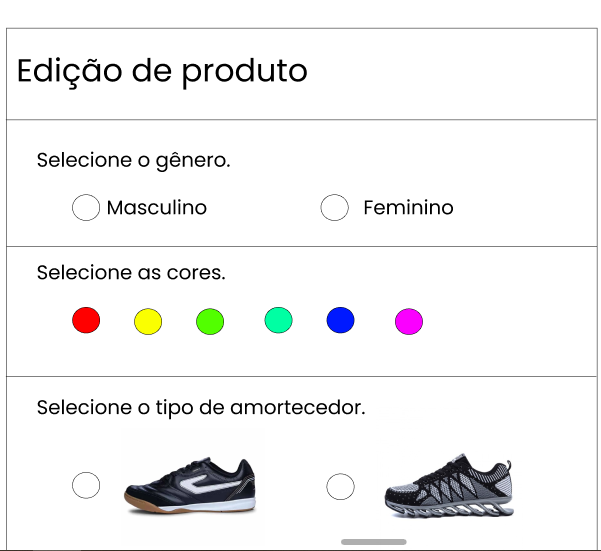 Edição de produto
Selecione o gênero.
Masculino Feminino
Selecione as cores.
Selecione o tipo de amortecedor.